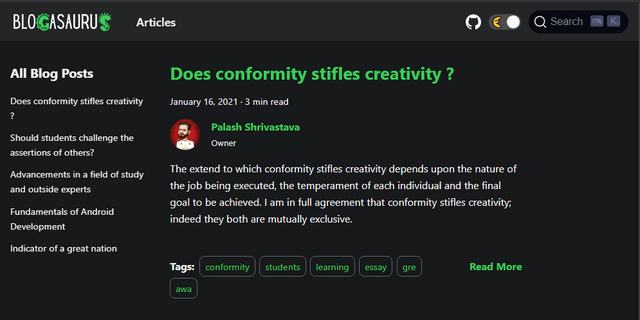 BLOGASAURUS Articles Search Ctrl K
All Blog Posts
Does conformity stifles creativity
?
Should students challenge the
assertions of others?
Advancements in a field of study
and outside experts
Fundamentals of Android
Development
Indicator of a great nation
Does conformity stifles creativity ?
January 16, 2021 · 3 min read
Palash Shrivastava
Owner
The extend to which conformity stifles creativity depends upon the nature of
the job being executed, the temperament of each individual and the final
goal to be achieved. I am in full agreement that conformity stifles creativity;
indeed they both are mutually exclusive.
Tags: conformity students learning essay gre
awa
Read More